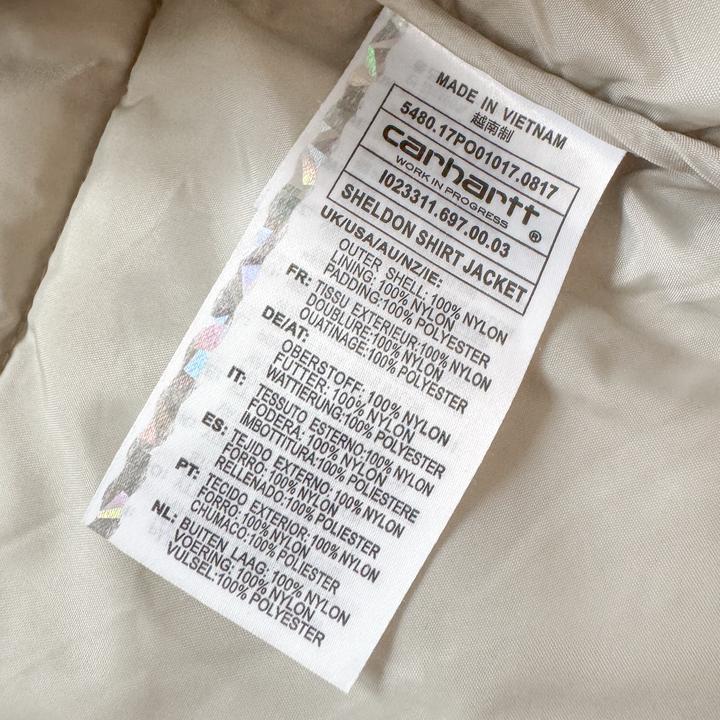 MADE IN VIETNAM
越南制
5480.17PO01017.0817
carhartt
WORK IN PROGRESS ®
I023311.697.00.03
SHELDON SHIRT JACKET
UK/USA/AU/NZ/IE:
OUTER SHELL: 100% NYLON
LINING: 100% NYLON
PADDING:100% POLYESTER
FR: TISSU EXTERIEUR:100% NYLON
DOUBLURE:100% NYLON
OUATINAGE:100% POLYESTER
DE/AT:
OBERSTOFF: 100% NYLON
FUTTER: 100% NYLON
WATTIERUNG:100% POLYESTER
IT: TESSUTO ESTERNO:100% NYLON
FODERA: 100% NYLON
IMBOTTITURA:100% POLIESTERE
ES: TEJIDO EXTERNO: 100% NYLON
FORRO: 100% NYLON
RELLENADO:100% POLIESTER
PT: TECIDO EXTERIOR:100% NYLON
FORRO: 100% NYLON
CHUMACO:100% POLIESTER
NL: BUITEN LAAG: 100% NYLON
VOERING: 100% NYLON
VULSEL:100% POLYESTER